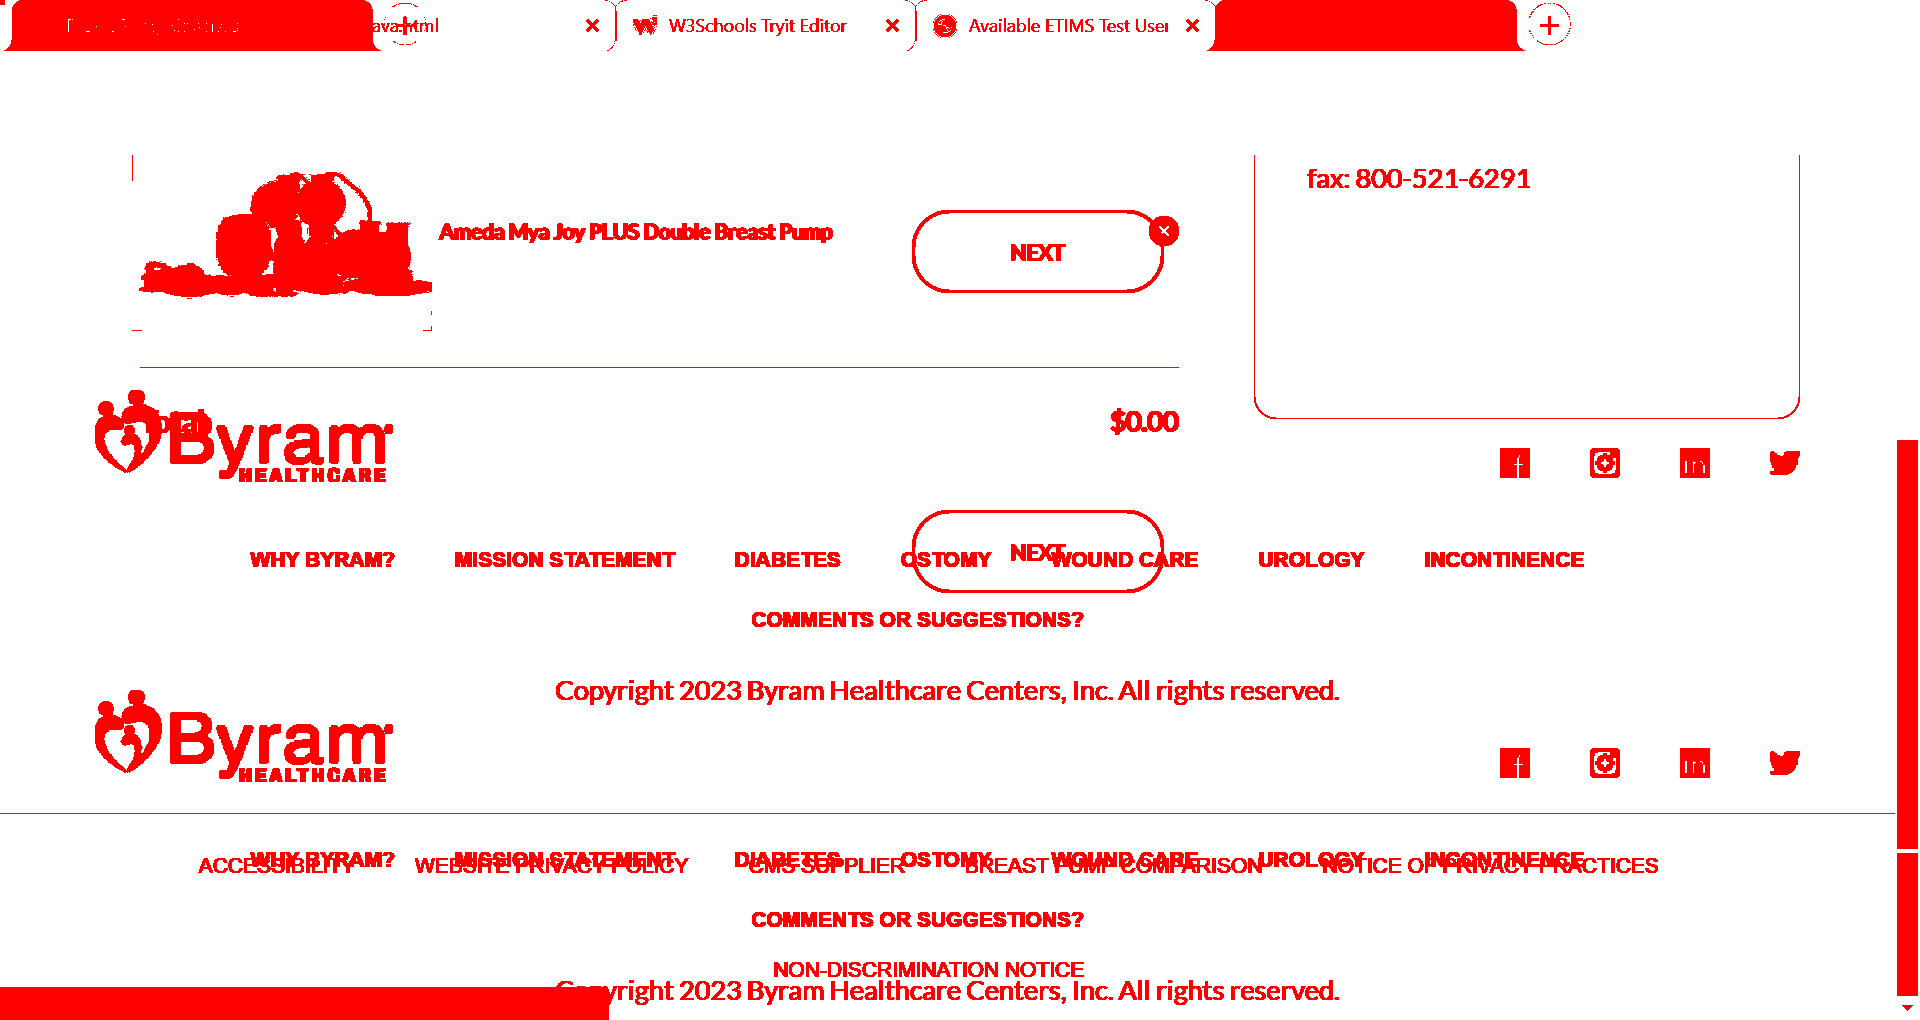 ava.html
W3Schools Tryit Editor
Available ETIMS Test User
fax: 800-521-6291
Ameda Mya Joy PLUS Double Breast Pump
NEXT
$0.00
Byram
HEALTHCARE
NEXT
WHY BYRAM? MISSION STATEMENT DIABETES OSTOMY WOUND CARE UROLOGY INCONTINENCE
COMMENTS OR SUGGESTIONS?
Copyright 2023 Byram Healthcare Centers, Inc. All rights reserved.
Byram
HEALTHCARE
WHY BYRAM? MISSION STATEMENT DIABETES OSTOMY WOUND CARE UROLOGY INCONTINENCE
ACCESSIBILITY WEBSITE PRIVACY POLICY CMS SUPPLIER BREAST PUMP COMPARISON NOTICE OF PRIVACY PRACTICES
COMMENTS OR SUGGESTIONS?
NON-DISCRIMINATION NOTICE
Copyright 2023 Byram Healthcare Centers, Inc. All rights reserved.